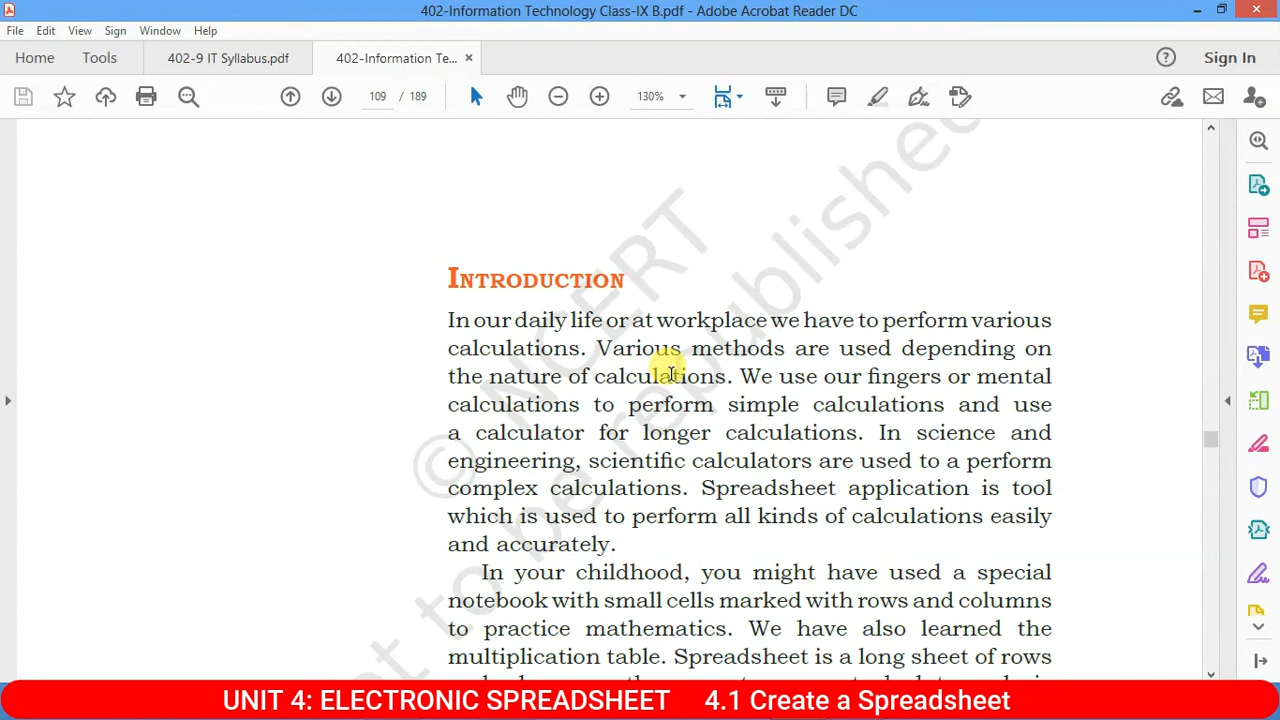 402-Information Technology Class-IX B.pdf - Adobe Acrobat Reader DC
File Edit View Sign Window Help
Home Tools 402-9 IT Syllabus.pdf 402-Information Te... × Sign In
109 / 189 130%
INTRODUCTION
In our daily life or at workplace we have to perform various
calculations. Various methods are used depending on
the nature of calculations. We use our fingers or mental
calculations to perform simple calculations and use
a calculator for longer calculations. In science and
engineering, scientific calculators are used to a perform
complex calculations. Spreadsheet application is tool
which is used to perform all kinds of calculations easily
and accurately.
In your childhood, you might have used a special
notebook with small cells marked with rows and columns
to practice mathematics. We have also learned the
multiplication table. Spreadsheet is a long sheet of rows
© NCERT
not to be republished
UNIT 4: ELECTRONIC SPREADSHEET 4.1 Create a Spreadsheet